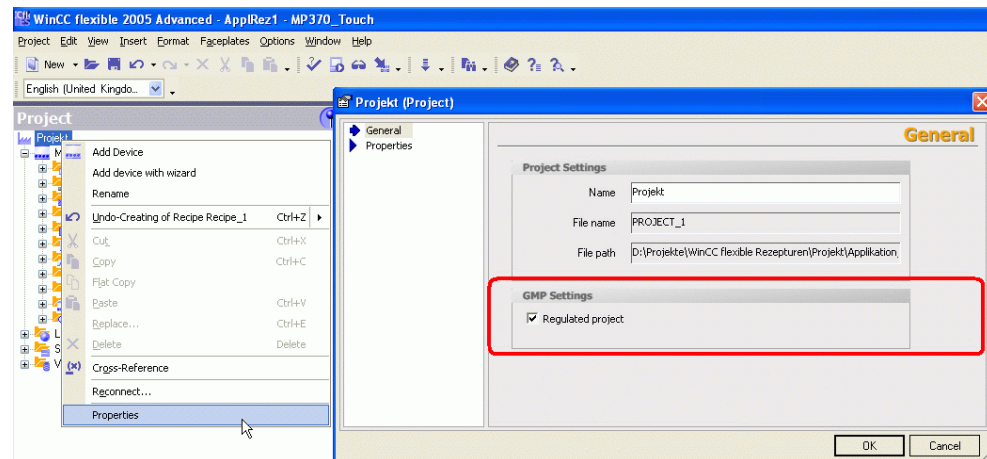 WinCC flexible 2005 Advanced - ApplRez1 - MP370_Touch
Project Edit View Insert Format Faceplates Options Window Help
New
English (United Kingdo..
Project
Projekt
M
Add Device
Add device with wizard
Rename
Undo-Creating of Recipe Recipe_1 Ctrl+Z
Cut Ctrl+X
Copy Ctrl+C
Flat Copy
Paste Ctrl+V
Replace... Ctrl+E
Delete Delete
L
S
V
Cross-Reference
Reconnect...
Properties
Projekt (Project)
General
Properties
General
Project Settings
Name Projekt
File name PROJECT_1
File path D:\Projekte\WinCC flexible Rezepturen\Projekt\Applikation
GMP Settings
Regulated project
OK Cancel